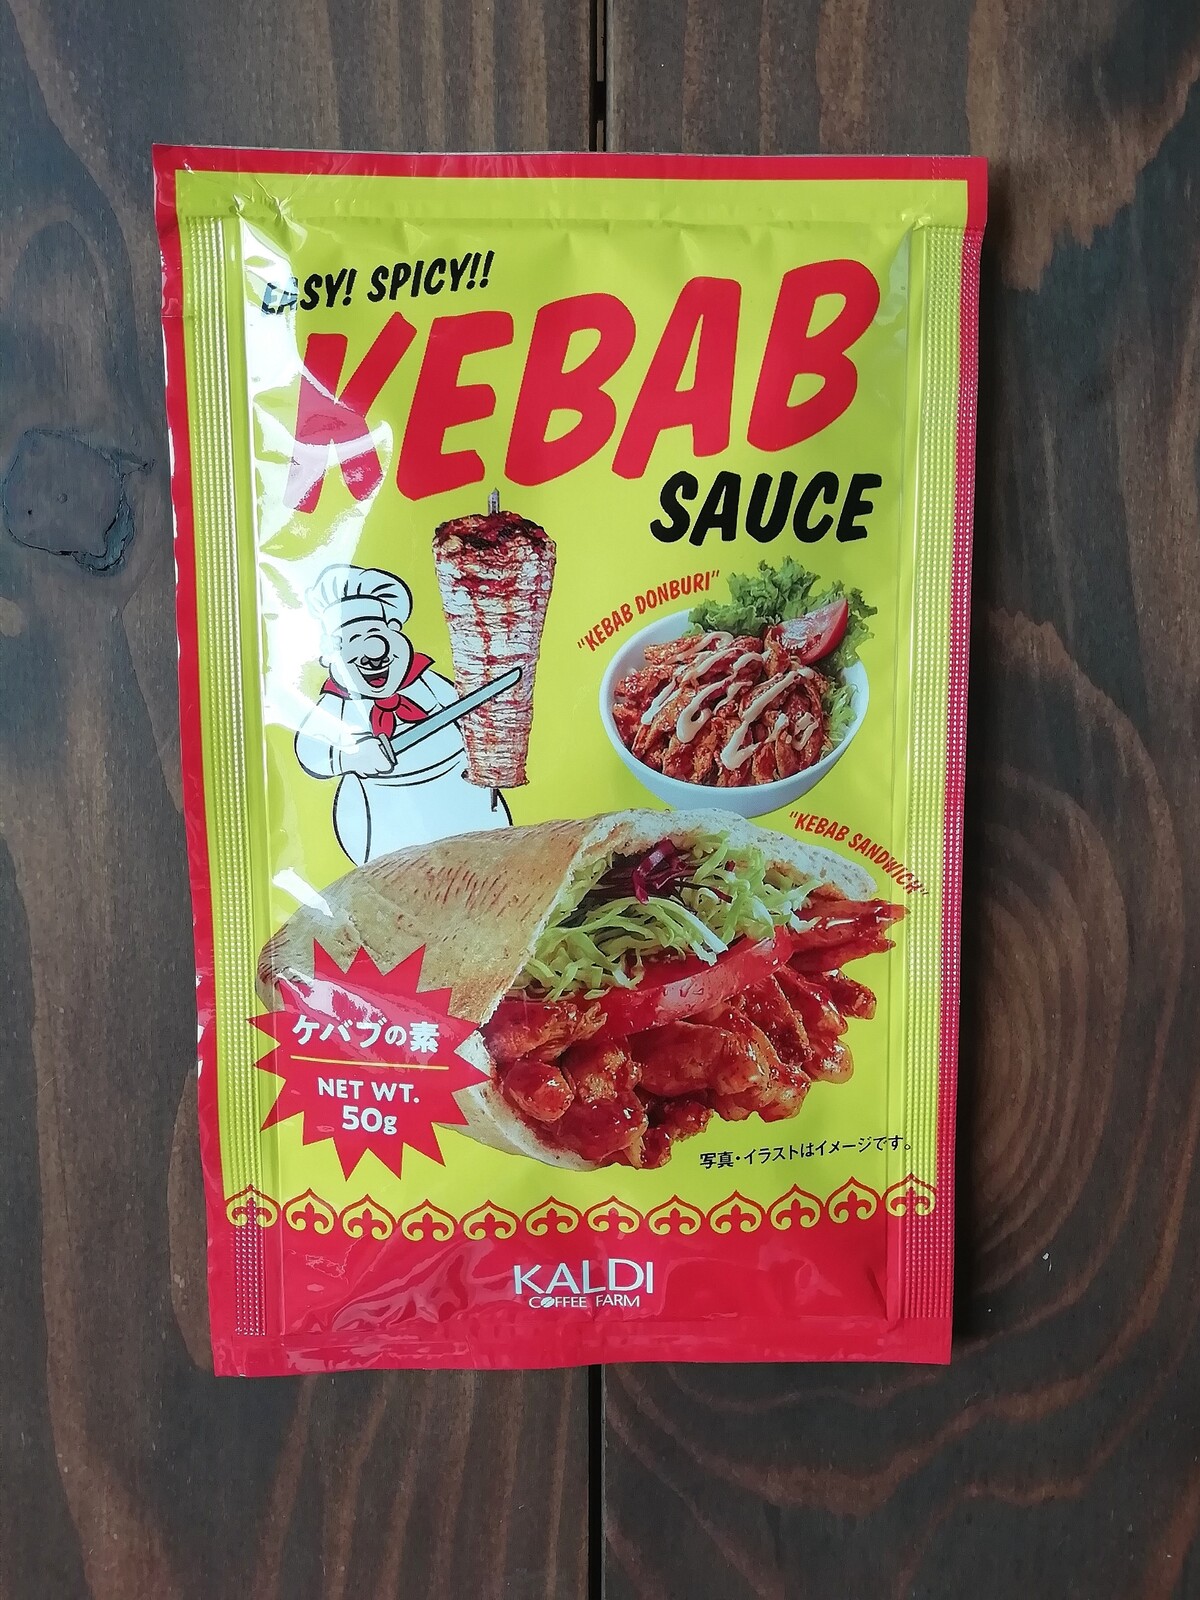 EASY! SPICY!!
KEBAB
SAUCE
"KEBAB DONBURI"
"KEBAB SANDWICH"
ケバブの素
NET WT.
50g
写真・イラストはイメージです。
KALDI
COFFEE FARM